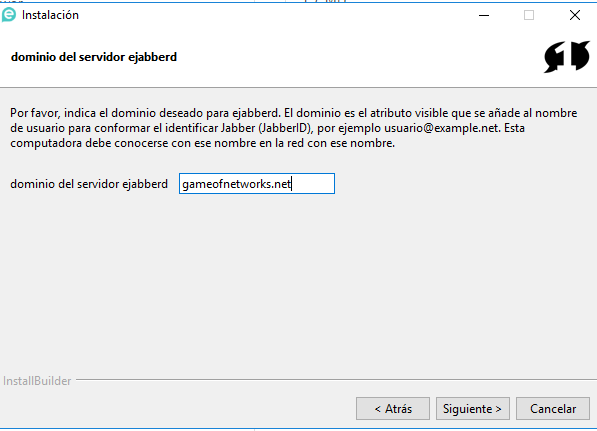 Instalación
dominio del servidor ejabberd
Por favor, indica el dominio deseado para ejabberd. El dominio es el atributo visible que se añade al nombre
de usuario para conformar el identificar Jabber (JabberID), por ejemplo usuario@example.net. Esta
computadora debe conocerse con ese nombre en la red con ese nombre.
dominio del servidor ejabberd gameofnetworks.net
InstallBuilder
< Atrás Siguiente > Cancelar